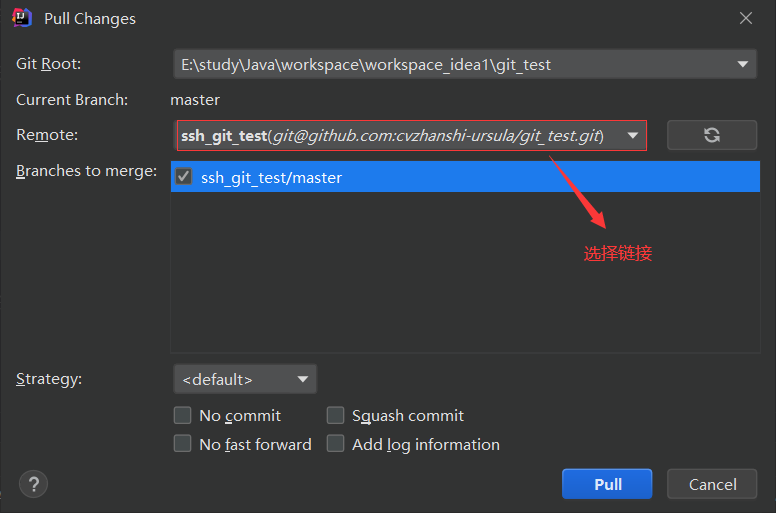 Pull Changes
Git Root: E:\study\Java\workspace\workspace_idea1\git_test
Current Branch: master
Remote: ssh_git_test(git@github.com:cvzhanshi-ursula/git_test.git)
Branches to merge: ssh_git_test/master
选择链接
Strategy: <default>
No commit Squash commit
No fast forward Add log information
? Pull Cancel